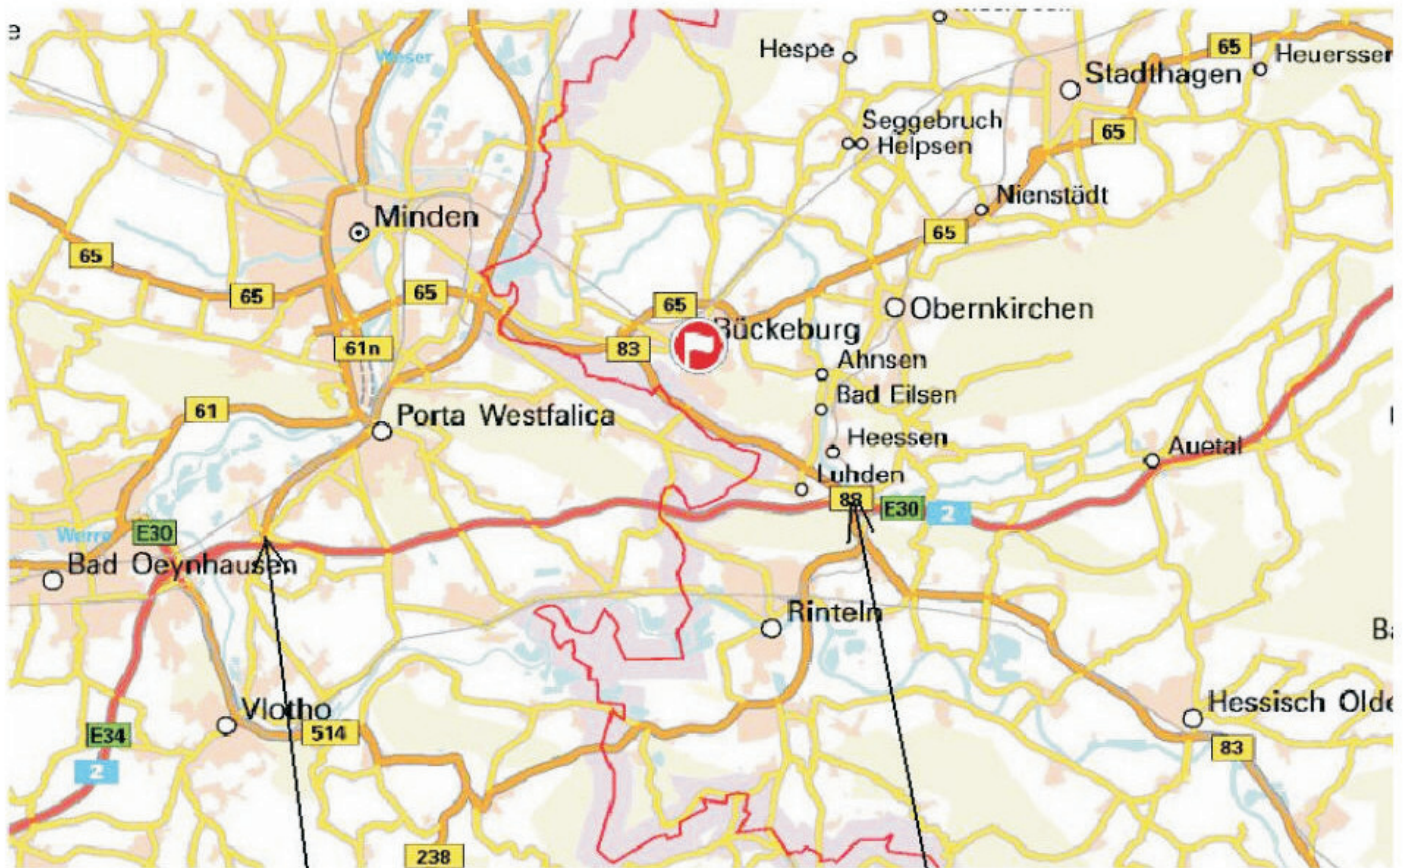 Weser
Hespe
65
Heuersser
Stadthagen
Seggebruch
Helpsen
65
Nienstädt
Minden
65
65
65
65
65
Obernkirchen
Bückeburg
61n
83
Ahnsen
Bad Eilsen
61
Porta Westfalica
Heessen
Auetal
Luhden
88
E30
2
E30
Werre
Bad Oeynhausen
Rinteln
Vlotho
Hessisch Olde
514
E34
83
2
238